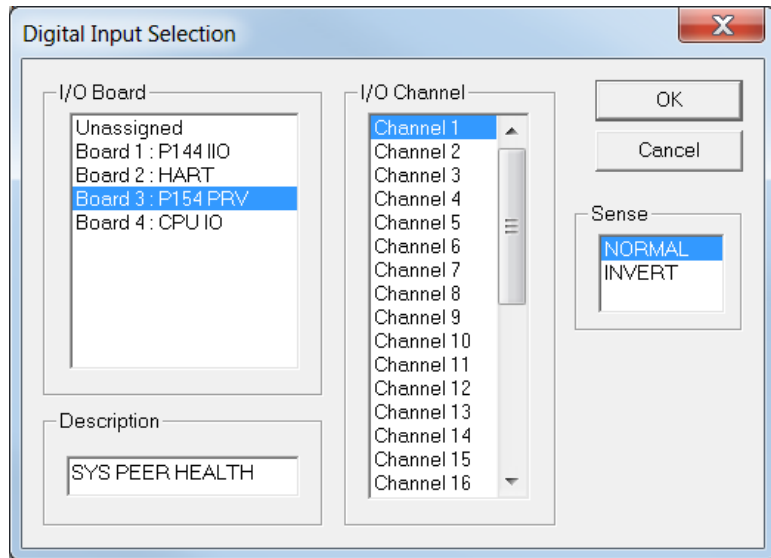 Digital Input Selection
I/O Board
Unassigned
Board 1 : P144 IIO
Board 2 : HART
Board 3 : P154 PRV
Board 4 : CPU IO
Description
SYS PEER HEALTH
I/O Channel
Channel 1
Channel 2
Channel 3
Channel 4
Channel 5
Channel 6
Channel 7
Channel 8
Channel 9
Channel 10
Channel 11
Channel 12
Channel 13
Channel 14
Channel 15
Channel 16
OK
Cancel
Sense
NORMAL
INVERT